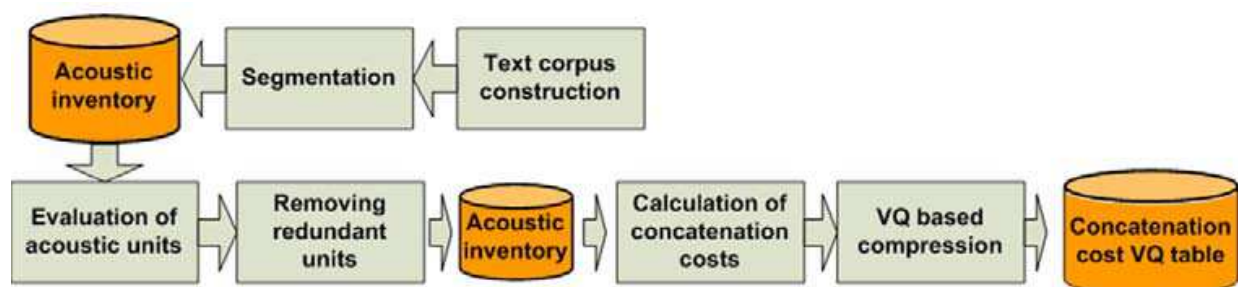 Acoustic
inventory
Segmentation
Text corpus
construction
Evaluation of
acoustic units
Removing
redundant
units
Acoustic
inventory
Calculation of
concatenation
costs
VQ based
compression
Concatenation
cost VQ table